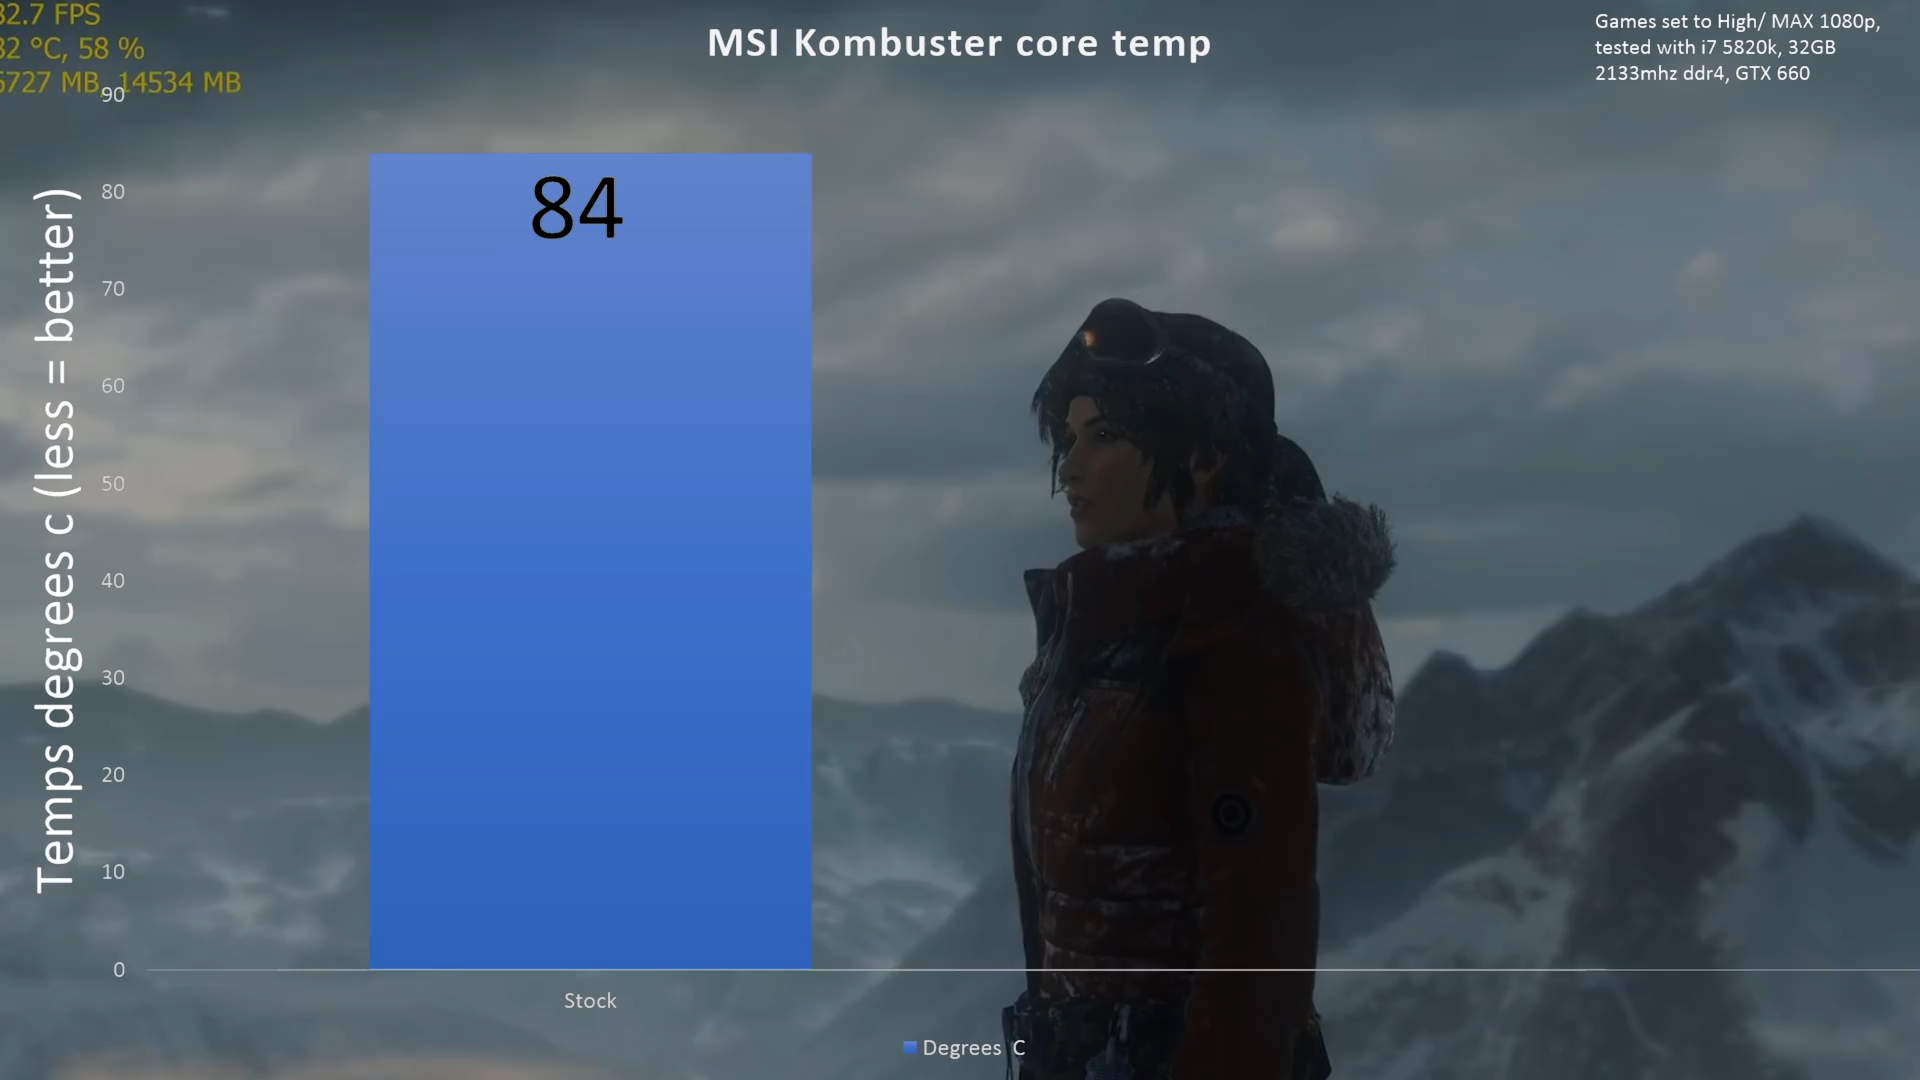 32.7 FPS
32 °C, 58 %
5727 MB, 14534 MB
MSI Kombuster core temp
Games set to High/ MAX 1080p,
tested with i7 5820k, 32GB
2133mhz ddr4, GTX 660
Temps degrees c (less = better)
90
80
70
60
50
40
30
20
10
0
84
Stock
Degrees C